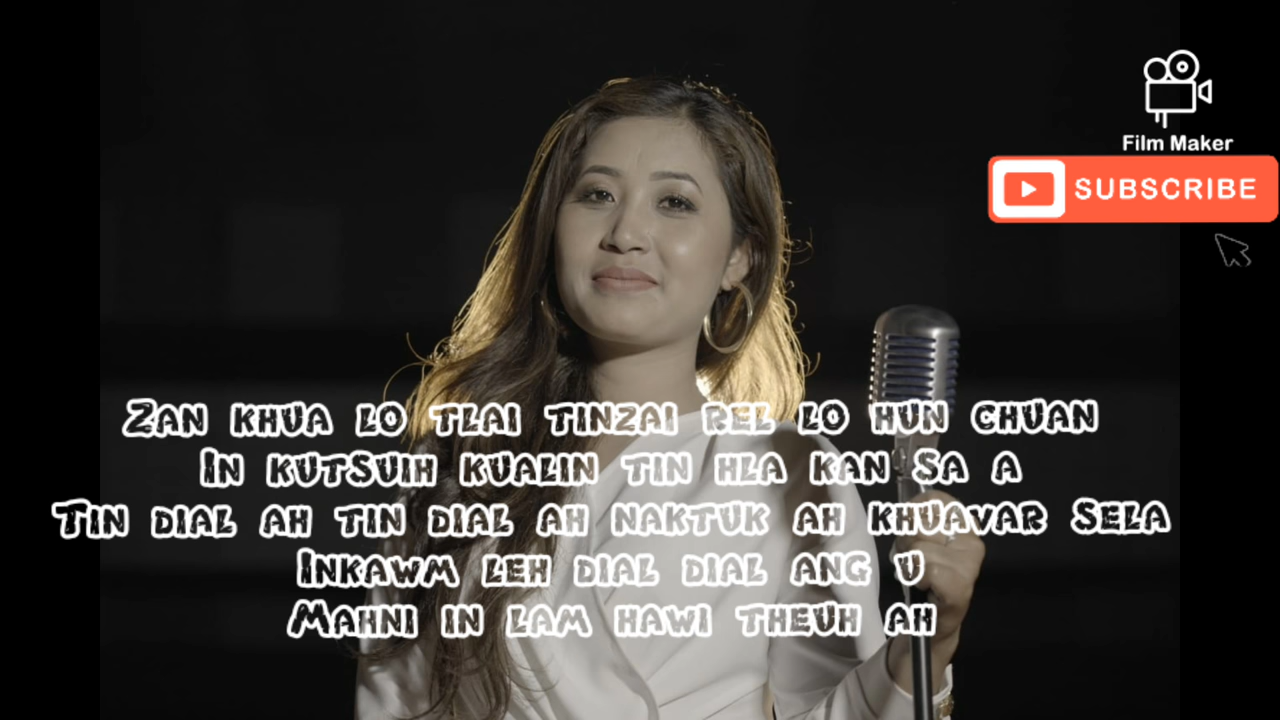 Film Maker
SUBSCRIBE
Zan khua lo tlai tinzai rel lo hun chuan
In kutsuih kualin tin hla kan sa a
Tin dial ah tin dial ah naktuk ah khuavar sela
Inkawm leh dial dial ang u
Mahni in lam hawi theuh ah